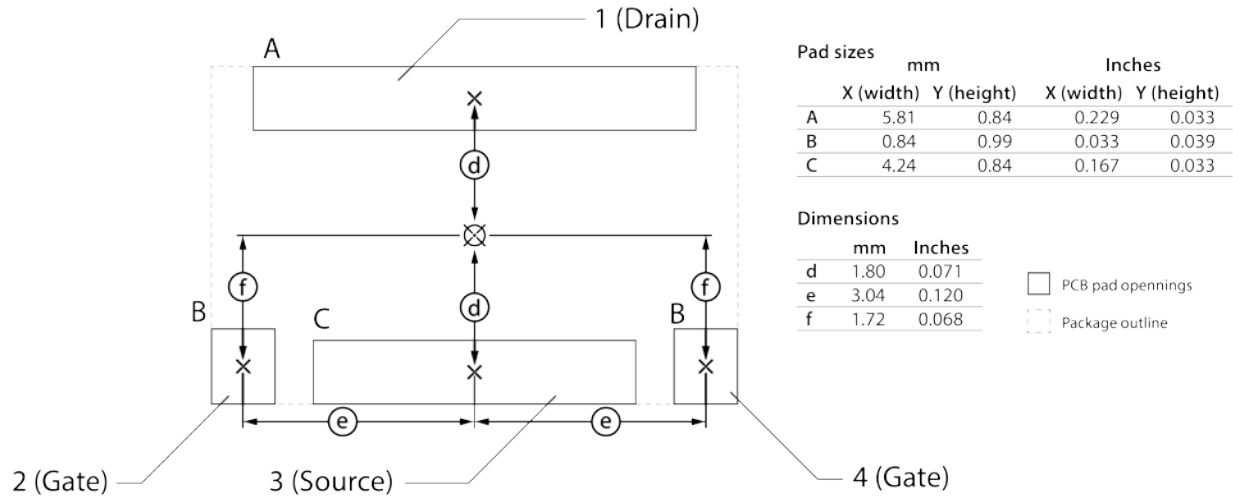 1 (Drain)
A
Pad sizes
mm Inches
X (width) Y (height) X (width) Y (height)
A 5.81 0.84 0.229 0.033
B 0.84 0.99 0.033 0.039
C 4.24 0.84 0.167 0.033
d
Dimensions
mm Inches
d 1.80 0.071
e 3.04 0.120
f 1.72 0.068
PCB pad opennings
Package outline
f
d
f
B
C
B
e
e
2 (Gate)
3 (Source)
4 (Gate)